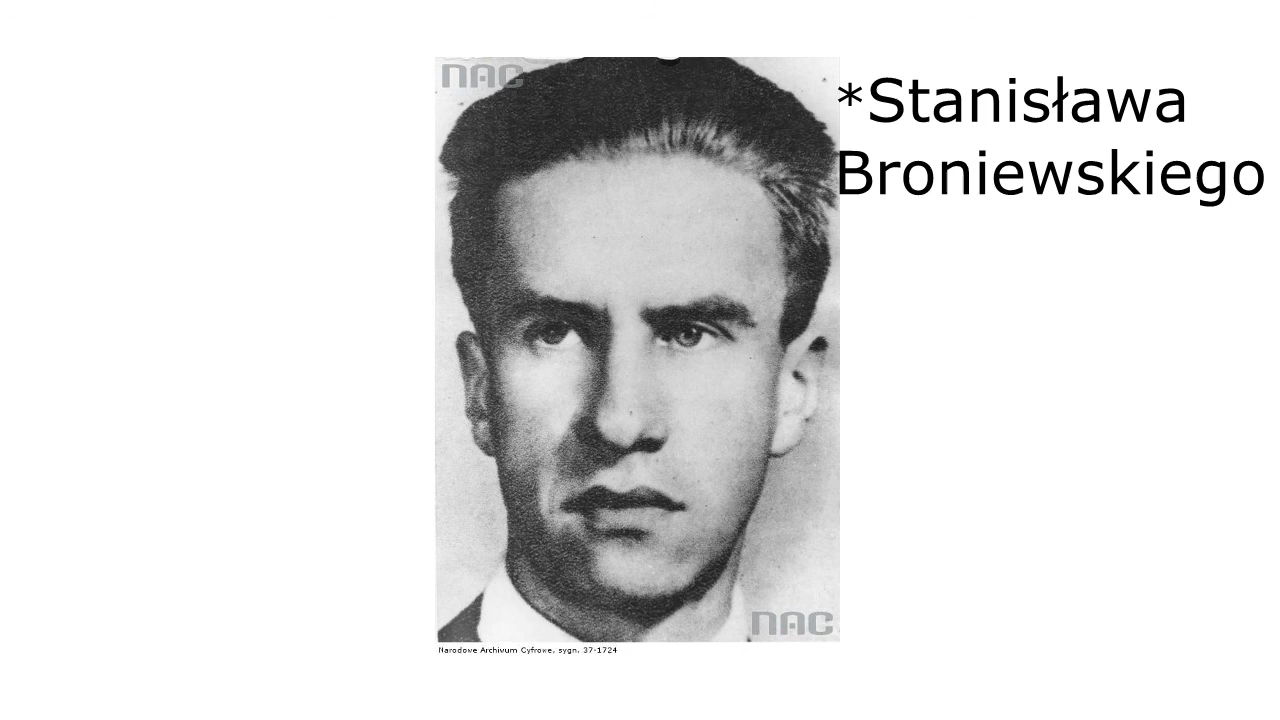 NAC
*Stanisława
Broniewskiego
NAC
Narodowe Archiwum Cyfrowe, sygn. 37-1724